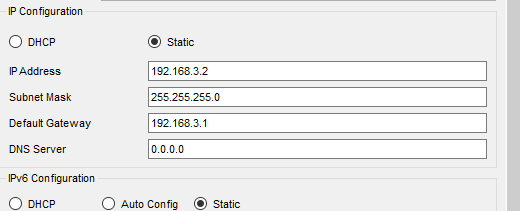 IP Configuration
DHCP Static
IP Address 192.168.3.2
Subnet Mask 255.255.255.0
Default Gateway 192.168.3.1
DNS Server 0.0.0.0
IPv6 Configuration
DHCP Auto Config Static